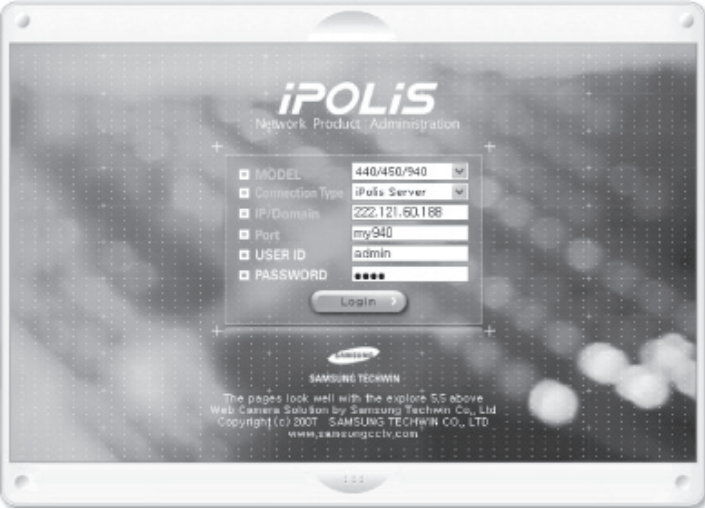 iPOLiS
Network Product Administration
MODEL 440/450/940
Connection Type iPolis Server
IP/Domain 222.121.60.188
Port my940
USER ID admin
PASSWORD ●●●●
Login
SAMSUNG
SAMSUNG TECHWIN
The pages look well with the explore 5,5 above
Web Camera Solution by Samsung Techwin Co,, Ltd
Copyright(c) 2007 SAMSUNG TECHWIN CO,, LTD
www,samsungcctv,com